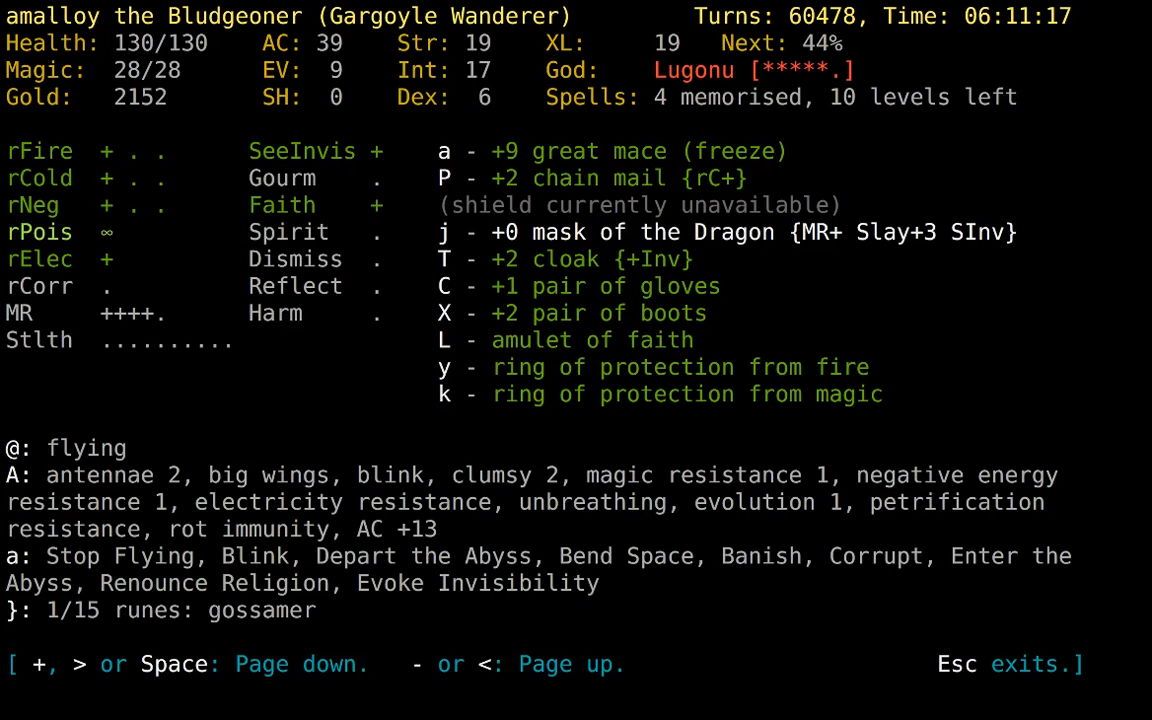 amalloy the Bludgeoner (Gargoyle Wanderer) Turns: 60478, Time: 06:11:17
Health: 130/130 AC: 39 Str: 19 XL: 19 Next: 44%
Magic: 28/28 EV: 9 Int: 17 God: Lugonu [*****.]
Gold: 2152 SH: 0 Dex: 6 Spells: 4 memorised, 10 levels left
rFire + . . SeeInvis + a - +9 great mace (freeze)
rCold + . . Gourm . P - +2 chain mail {rC+}
rNeg + . . Faith + (shield currently unavailable)
rPois ∞ Spirit . j - +0 mask of the Dragon {MR+ Slay+3 SInv}
rElec + Dismiss . T - +2 cloak {+Inv}
rCorr . Reflect . C - +1 pair of gloves
MR ++++. Harm . X - +2 pair of boots
Stlth .......... L - amulet of faith
y - ring of protection from fire
k - ring of protection from magic
@: flying
A: antennae 2, big wings, blink, clumsy 2, magic resistance 1, negative energy
resistance 1, electricity resistance, unbreathing, evolution 1, petrification
resistance, rot immunity, AC +13
a: Stop Flying, Blink, Depart the Abyss, Bend Space, Banish, Corrupt, Enter the
Abyss, Renounce Religion, Evoke Invisibility
}: 1/15 runes: gossamer
[ +, > or Space: Page down. - or <: Page up. Esc exits.]